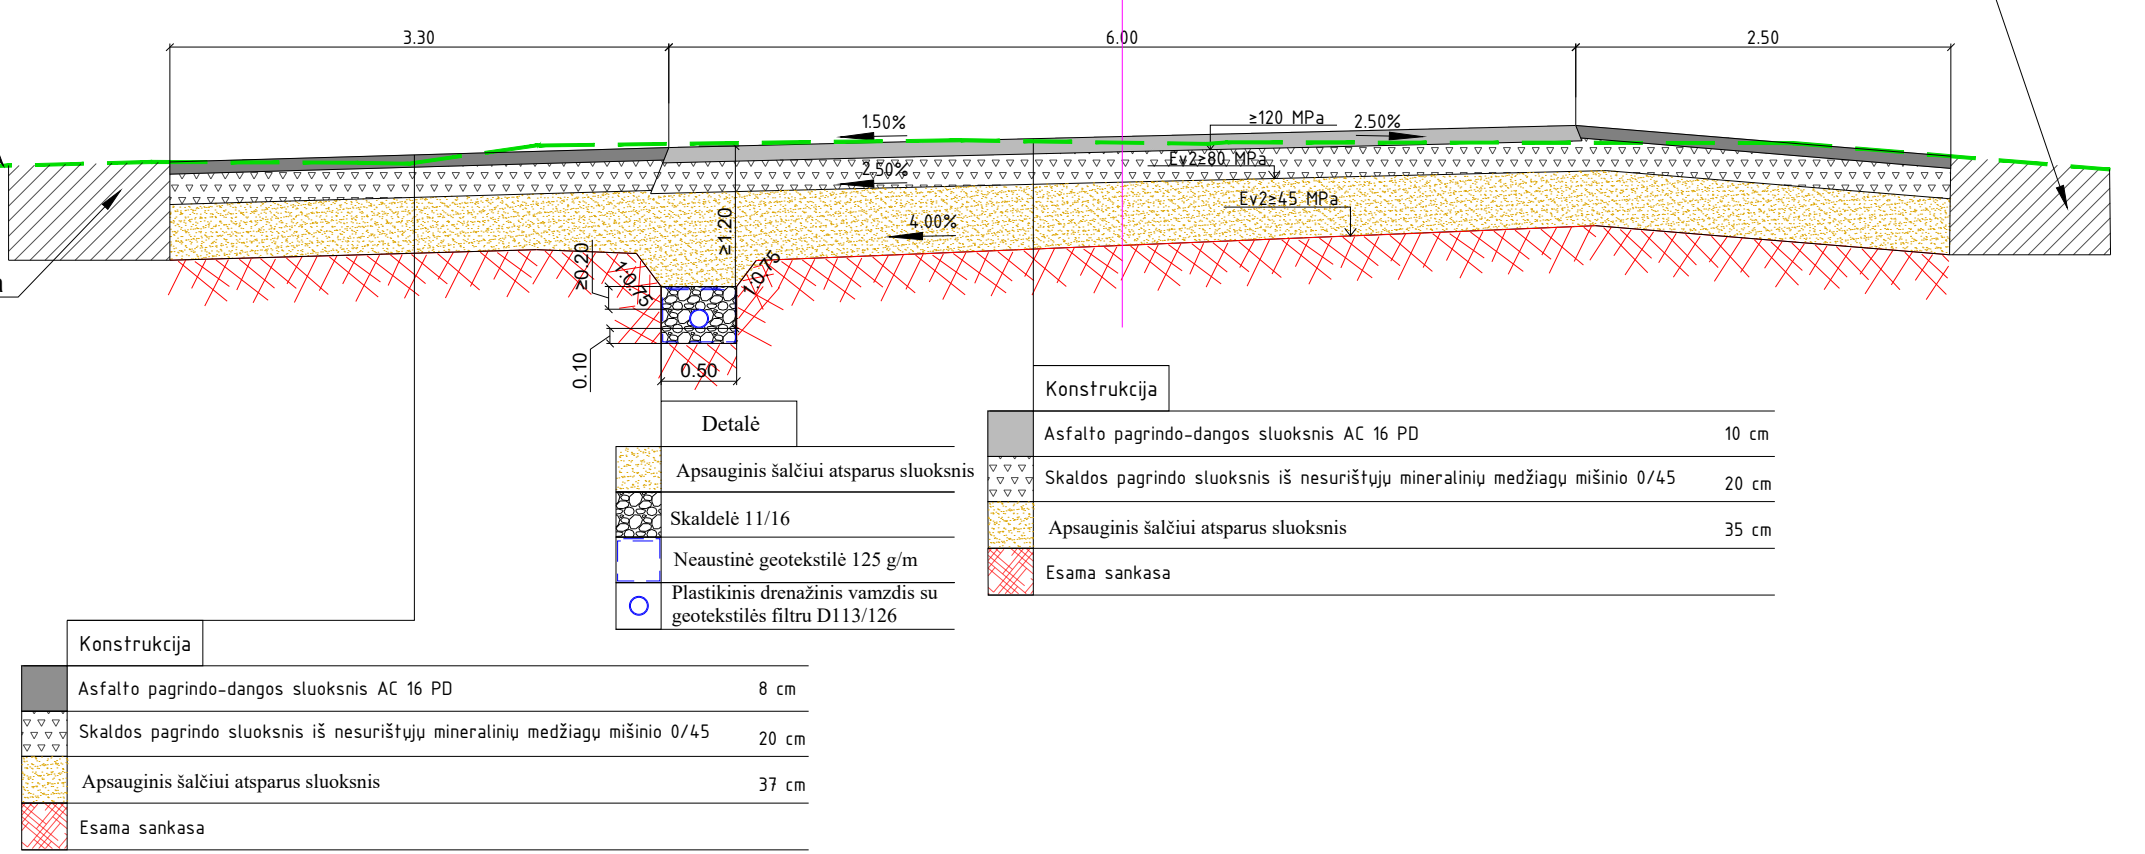 3.30
6.00
2.50
1.50%
≥120 MPa
2.50%
Ev2≥80 MPa
2.50%
Ev2≥45 MPa
4.00%
≥1.20
≥0.20
1:0.75
1:0.75
0.10
0.50
Konstrukcija
Asfalto pagrindo-dangos sluoksnis AC 16 PD 10 cm
Skaldos pagrindo sluoksnis iš nesurištųjų mineralinių medžiagų mišinio 0/45 20 cm
Apsauginis šalčiui atsparus sluoksnis 35 cm
Esama sankasa
Detalė
Apsauginis šalčiui atsparus sluoksnis
Skaldelė 11/16
Neaustinė geotekstilė 125 g/m
Plastikinis drenažinis vamzdis su
geotekstilės filtru D113/126
Konstrukcija
Asfalto pagrindo-dangos sluoksnis AC 16 PD 8 cm
Skaldos pagrindo sluoksnis iš nesurištųjų mineralinių medžiagų mišinio 0/45 20 cm
Apsauginis šalčiui atsparus sluoksnis 37 cm
Esama sankasa